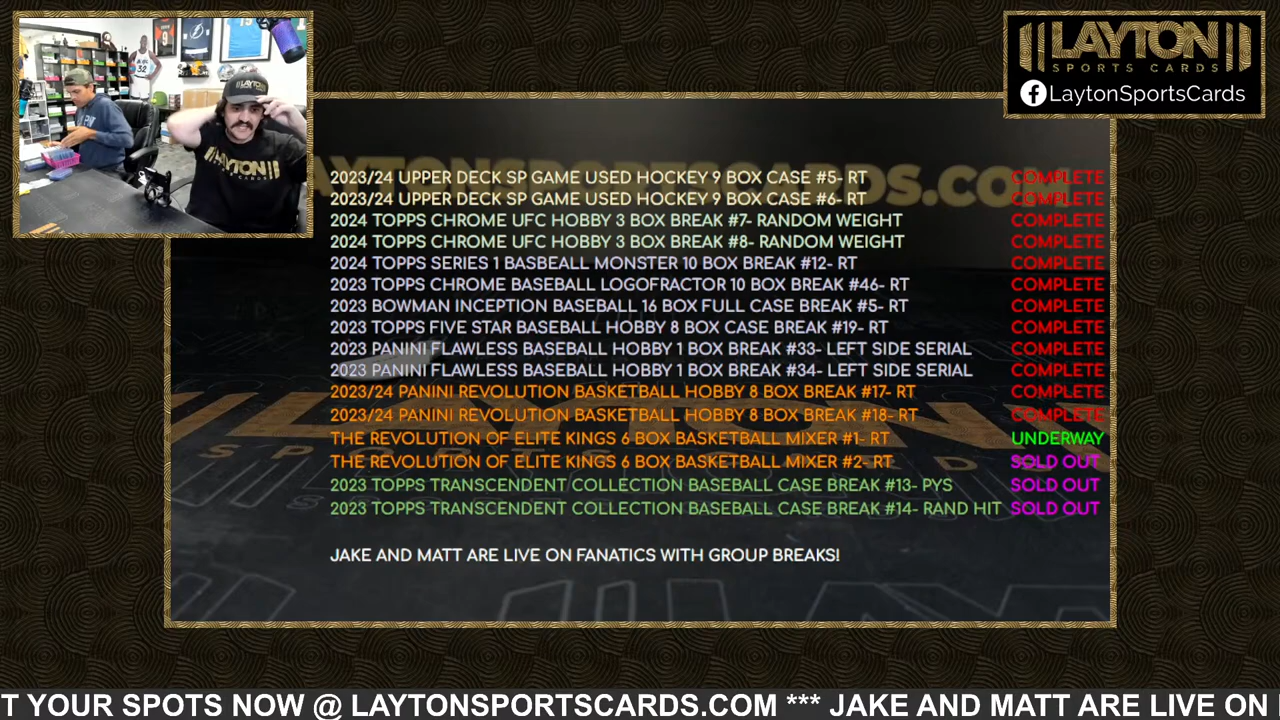 LAYTON
SPORTS CARDS
LaytonSportsCards
LAYTONSPORTSCARDS.COM
2023/24 UPPER DECK SP GAME USED HOCKEY 9 BOX CASE #5- RT COMPLETE
2023/24 UPPER DECK SP GAME USED HOCKEY 9 BOX CASE #6- RT COMPLETE
2024 TOPPS CHROME UFC HOBBY 3 BOX BREAK #7- RANDOM WEIGHT COMPLETE
2024 TOPPS CHROME UFC HOBBY 3 BOX BREAK #8- RANDOM WEIGHT COMPLETE
2024 TOPPS SERIES 1 BASBEALL MONSTER 10 BOX BREAK #12- RT COMPLETE
2023 TOPPS CHROME BASEBALL LOGOFRACTOR 10 BOX BREAK #46- RT COMPLETE
2023 BOWMAN INCEPTION BASEBALL 16 BOX FULL CASE BREAK #5- RT COMPLETE
2023 TOPPS FIVE STAR BASEBALL HOBBY 8 BOX CASE BREAK #19- RT COMPLETE
2023 PANINI FLAWLESS BASEBALL HOBBY 1 BOX BREAK #33- LEFT SIDE SERIAL COMPLETE
2023 PANINI FLAWLESS BASEBALL HOBBY 1 BOX BREAK #34- LEFT SIDE SERIAL COMPLETE
2023/24 PANINI REVOLUTION BASKETBALL HOBBY 8 BOX BREAK #17- RT COMPLETE
2023/24 PANINI REVOLUTION BASKETBALL HOBBY 8 BOX BREAK #18- RT COMPLETE
THE REVOLUTION OF ELITE KINGS 6 BOX BASKETBALL MIXER #1- RT UNDERWAY
THE REVOLUTION OF ELITE KINGS 6 BOX BASKETBALL MIXER #2- RT SOLD OUT
2023 TOPPS TRANSCENDENT COLLECTION BASEBALL CASE BREAK #13- PYS SOLD OUT
2023 TOPPS TRANSCENDENT COLLECTION BASEBALL CASE BREAK #14- RAND HIT SOLD OUT
JAKE AND MATT ARE LIVE ON FANATICS WITH GROUP BREAKS!
T YOUR SPOTS NOW @ LAYTONSPORTSCARDS.COM *** JAKE AND MATT ARE LIVE ON
LAYTON
32
9